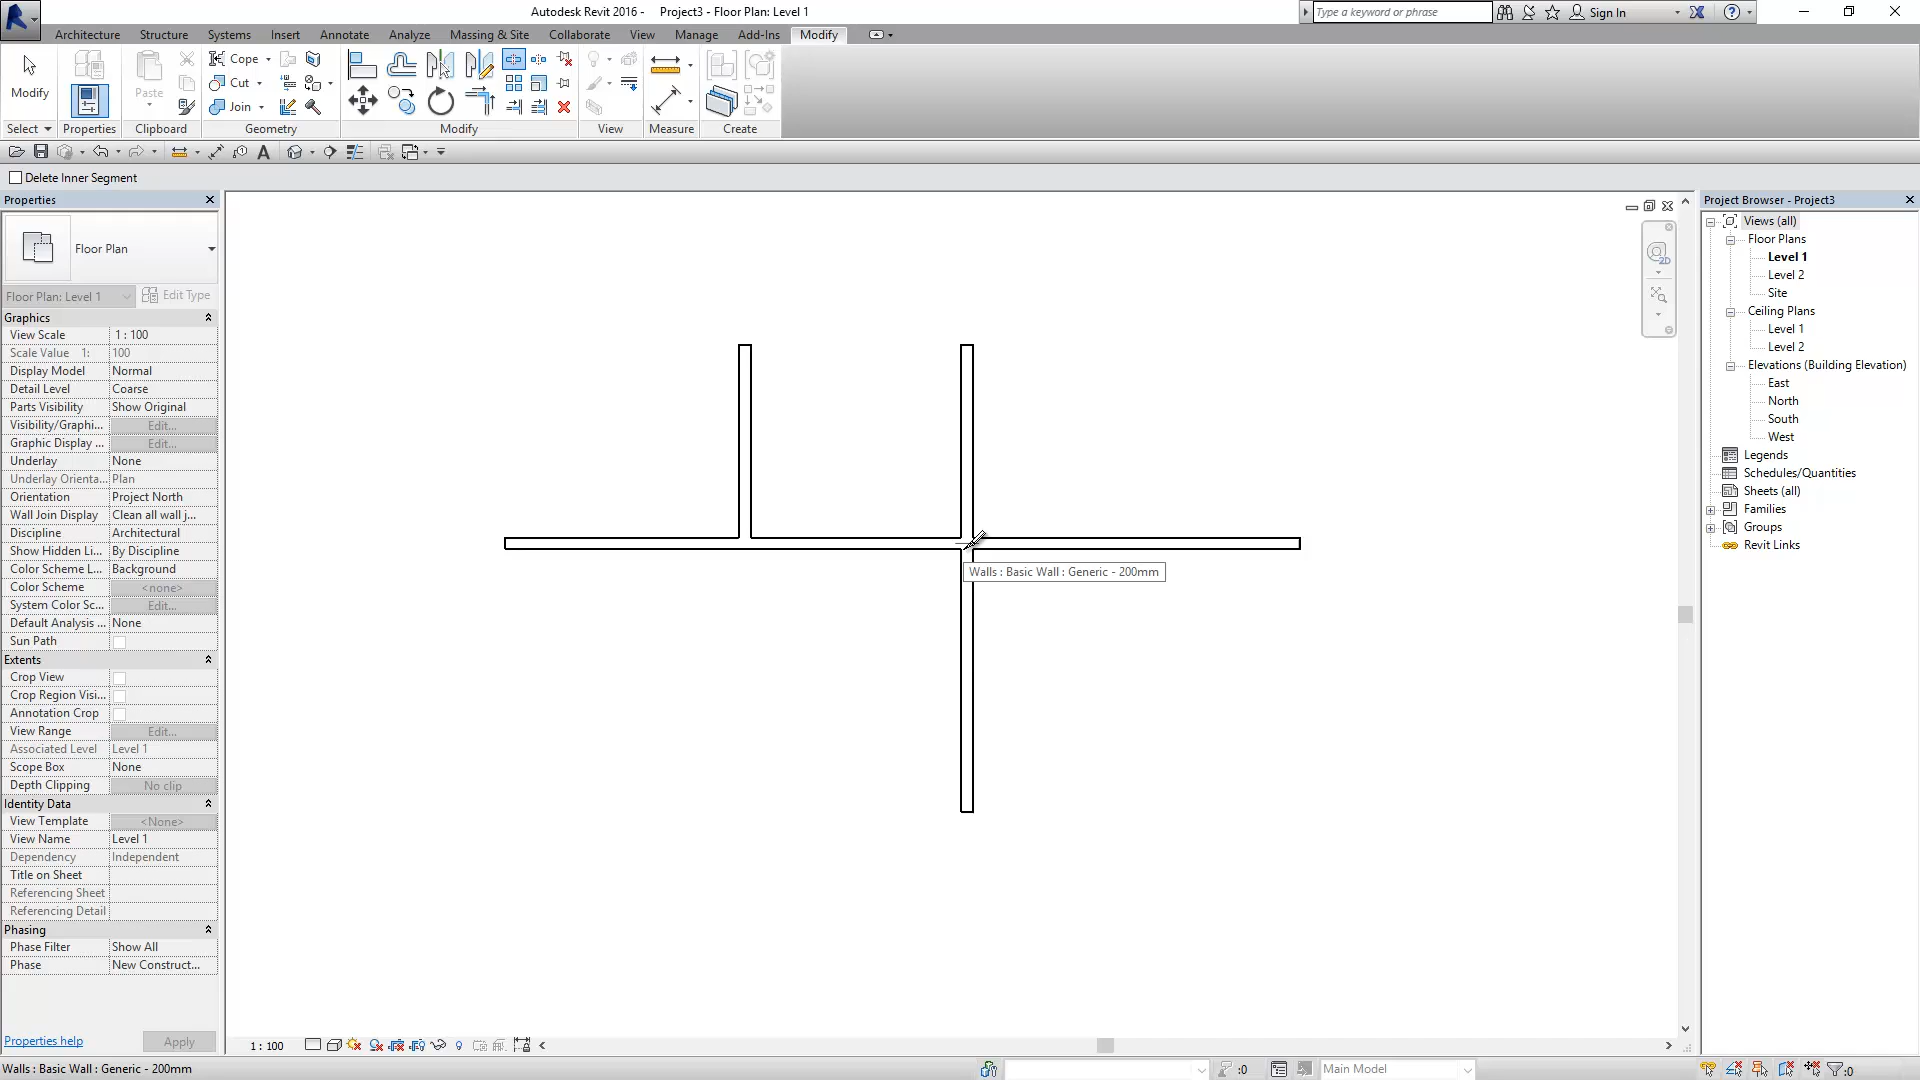 Autodesk Revit 2016 -     Project3 - Floor Plan: Level 1
Type a keyword or phrase
Sign In
Architecture Structure Systems Insert Annotate Analyze Massing & Site Collaborate View Manage Add-Ins Modify
Modify
Paste
Cope
Cut
Join
Select Properties Clipboard Geometry Modify View Measure Create
A
Delete Inner Segment
Properties
Floor Plan
Floor Plan: Level 1 Edit Type
Graphics
View Scale 1 : 100
Scale Value 1: 100
Display Model Normal
Detail Level Coarse
Parts Visibility Show Original
Visibility/Graphi... Edit...
Graphic Display ... Edit...
Underlay None
Underlay Orienta... Plan
Orientation Project North
Wall Join Display Clean all wall j...
Discipline Architectural
Show Hidden Li... By Discipline
Color Scheme L... Background
Color Scheme <none>
System Color Sc... Edit...
Default Analysis ... None
Sun Path
Extents
Crop View
Crop Region Visi...
Annotation Crop
View Range Edit...
Associated Level Level 1
Scope Box None
Depth Clipping No clip
Identity Data
View Template <None>
View Name Level 1
Dependency Independent
Title on Sheet
Referencing Sheet
Referencing Detail
Phasing
Phase Filter Show All
Phase New Construct...
Properties help Apply
2D
Walls : Basic Wall : Generic - 200mm
Project Browser - Project3
Views (all)
Floor Plans
Level 1
Level 2
Site
Ceiling Plans
Level 1
Level 2
Elevations (Building Elevation)
East
North
South
West
Legends
Schedules/Quantities
Sheets (all)
Families
Groups
Revit Links
1 : 100
Walls : Basic Wall : Generic - 200mm
:0
Main Model
:0